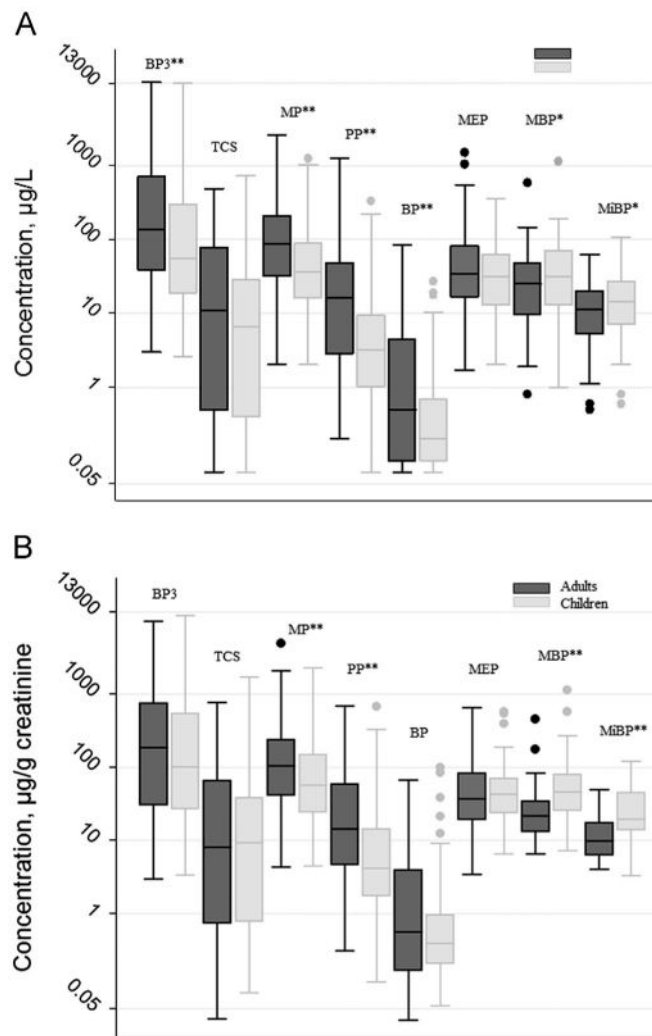 A
Concentration, µg/L
13000
1000
100
10
1
0.05
BP3**
TCS
MP**
PP**
BP**
MEP
MBP*
MiBP*
B
Concentration, µg/g creatinine
13000
1000
100
10
1
0.05
BP3
TCS
MP**
PP**
BP
MEP
MBP**
MiBP**
Adults
Children